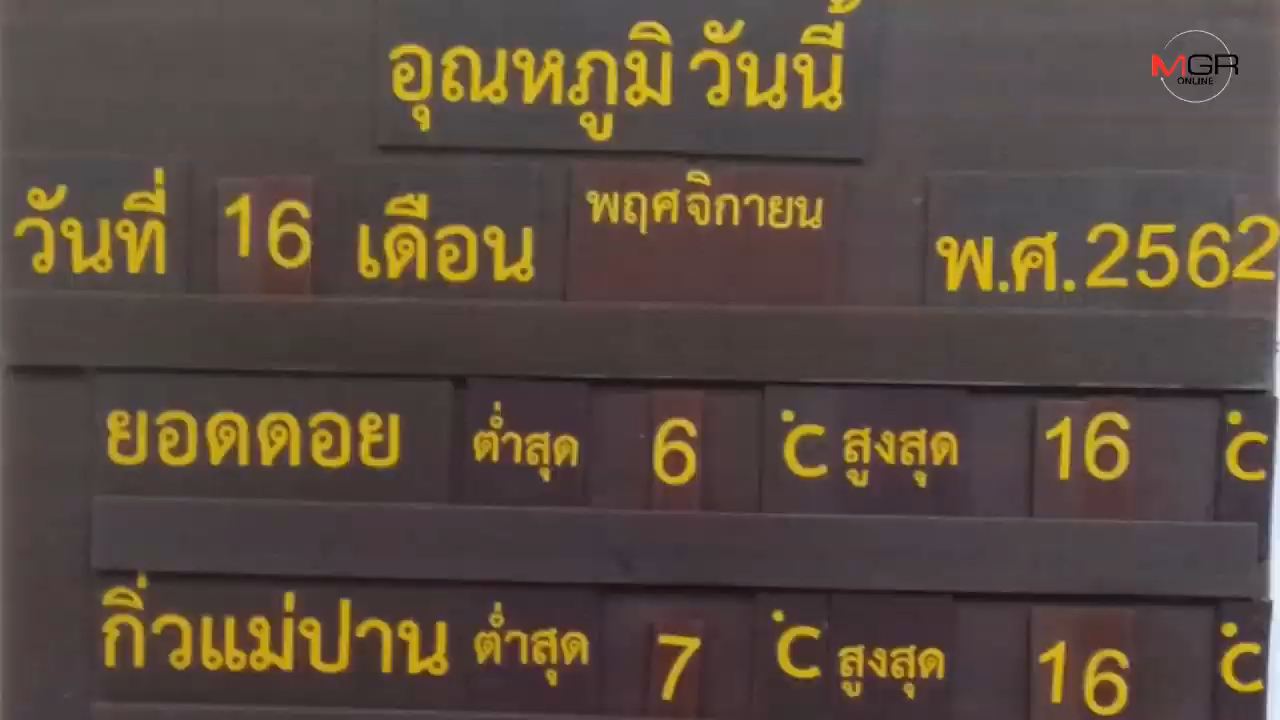 อุณหภูมิ วันนี้
MGR
ONLINE
วันที่ 16 เดือน พฤศจิกายน พ.ศ. 2562
ยอดดอย ต่ำสุด 6 °C สูงสุด 16 °C
กิ่วแม่ปาน ต่ำสุด 7 °C สูงสุด 16 °C